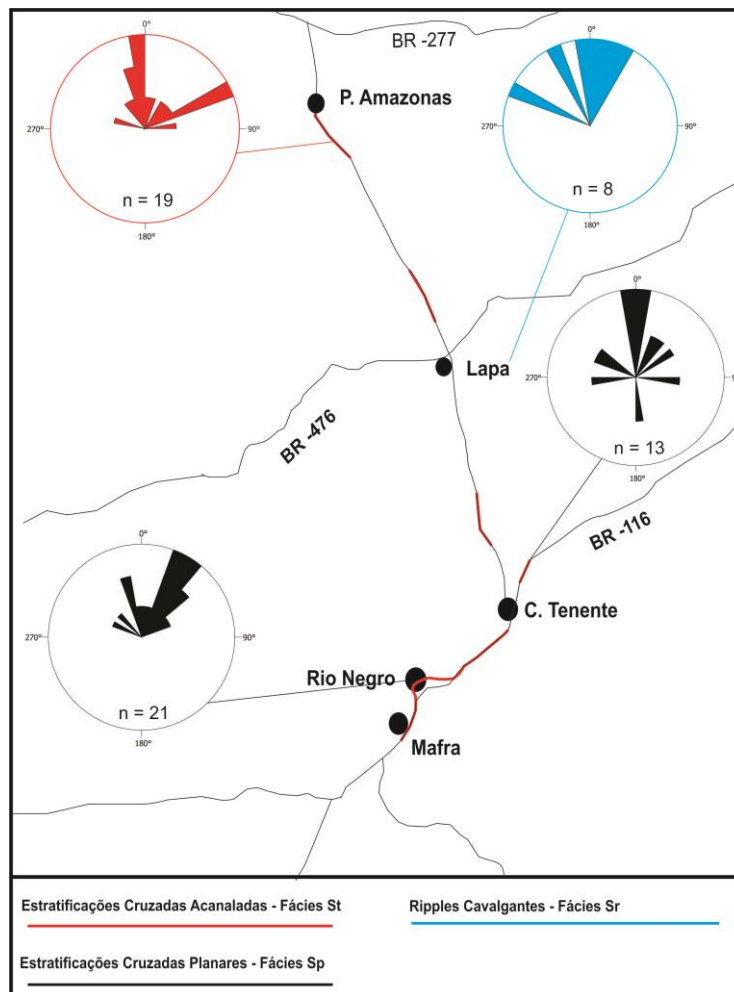 0°
BR -277
0°
P. Amazonas
270°
90°
270°
90°
n = 19
n = 8
180°
180°
0°
Lapa
270°
9
BR -476
n = 13
180°
BR -116
0°
C. Tenente
270°
90°
Rio Negro
n = 21
Mafra
180°
Estratificações Cruzadas Acanaladas - Fácies St
Ripples Cavalgantes - Fácies Sr
Estratificações Cruzadas Planares - Fácies Sp